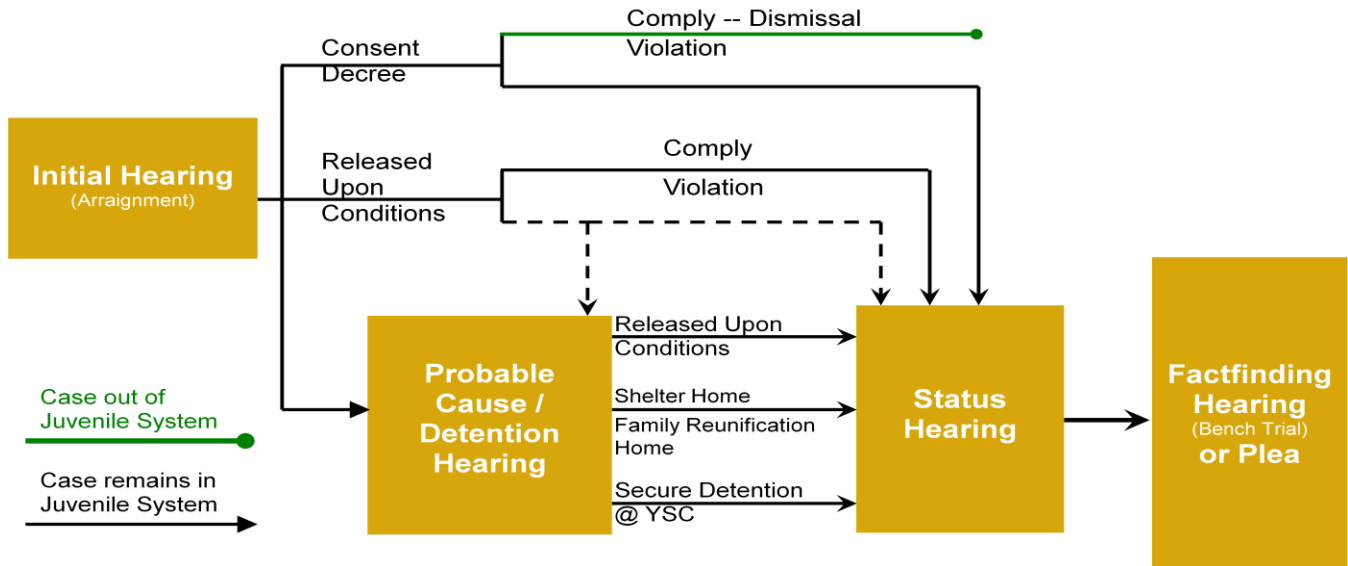 Comply -- Dismissal
Consent
Decree
Violation
Initial Hearing
(Arraignment)
Released
Upon
Conditions
Comply
Violation
Probable
Cause /
Detention
Hearing
Released Upon
Conditions
Shelter Home
Family Reunification
Home
Secure Detention
@ YSC
Status
Hearing
Factfinding
Hearing
(Bench Trial)
or Plea
Case out of
Juvenile System
Case remains in
Juvenile System